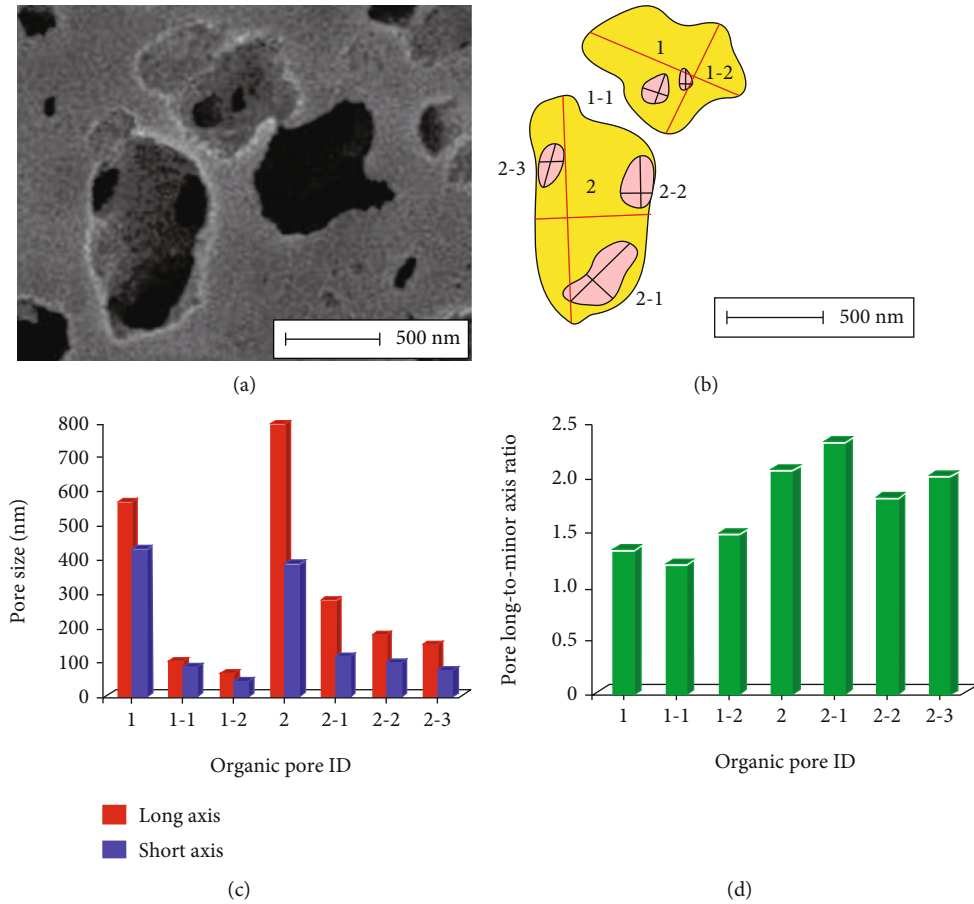 500 nm
(a)
1
1-2
1-1
2-3
2
2-2
2-1
500 nm
(b)
800
700
600
500
400
300
200
100
0
Pore size (nm)
1 1-1 1-2 2 2-1 2-2 2-3
Organic pore ID
Long axis
Short axis
(c)
2.5
2.0
1.5
1.0
0.5
0
Pore long-to-minor axis ratio
1 1-1 1-2 2 2-1 2-2 2-3
Organic pore ID
(d)